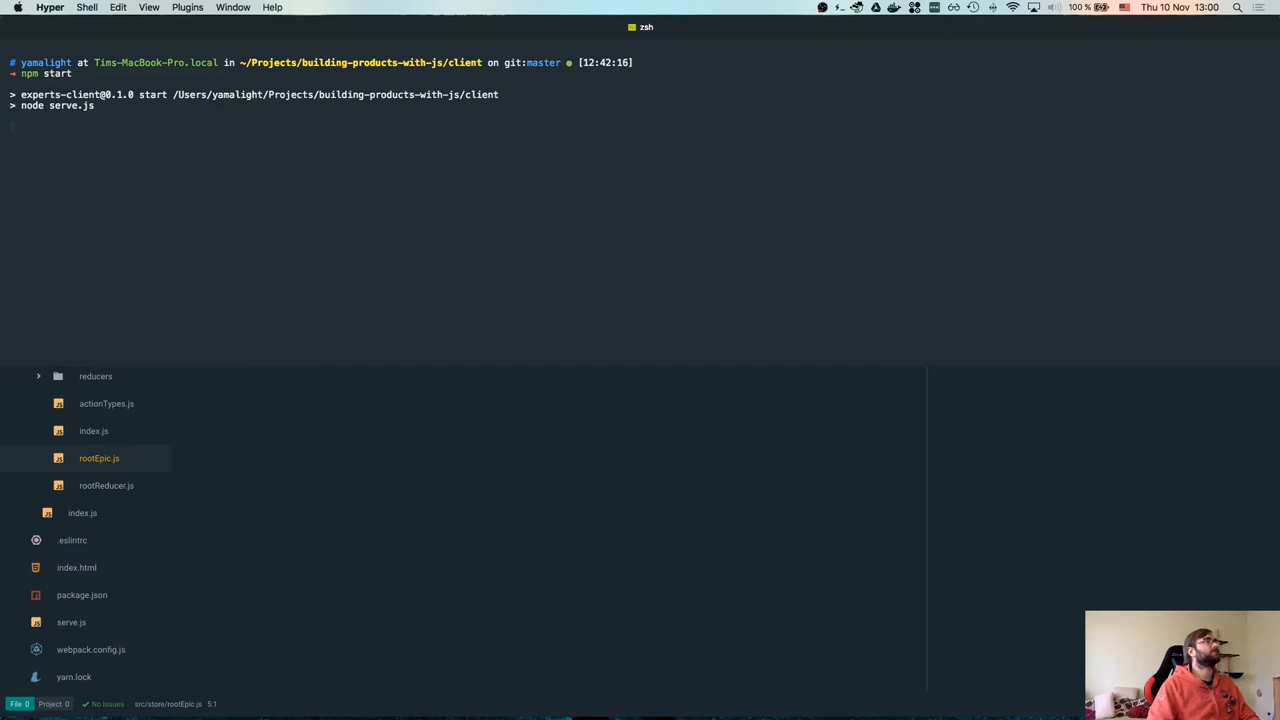 Hyper Shell Edit View Plugins Window Help 100 % Thu 10 Nov 13:00
zsh
# yamalight at Tims-MacBook-Pro.local in ~/Projects/building-products-with-js/client on git:master ● [12:42:16]
→ npm start
> experts-client@0.1.0 start /Users/yamalight/Projects/building-products-with-js/client
> node serve.js
reducers
actionTypes.js
index.js
rootEpic.js
rootReducer.js
index.js
.eslintrc
index.html
package.json
serve.js
webpack.config.js
yarn.lock
File 0 Project 0 ✓ No Issues src/store/rootEpic.js 5:1